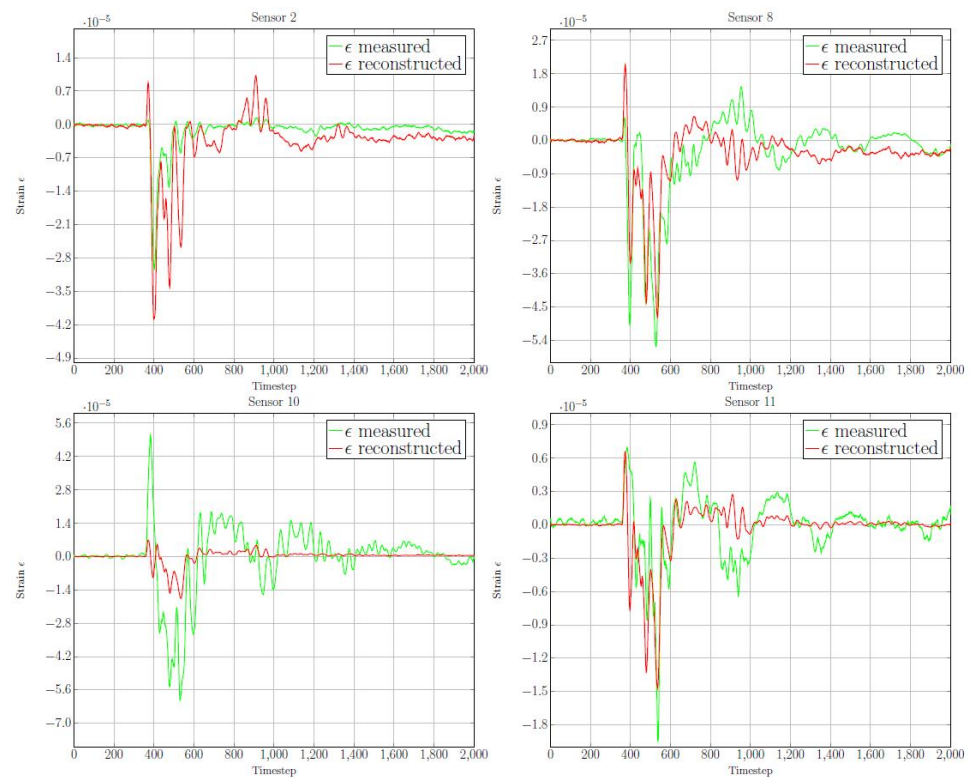 Sensor 2
·10⁻⁵
ϵ measured
ϵ reconstructed
1.4
0.7
0.0
−0.7
−1.4
−2.1
−2.8
−3.5
−4.2
−4.9
Strain ϵ
0 200 400 600 800 1,000 1,200 1,400 1,600 1,800 2,000
Timestep
Sensor 8
·10⁻⁵
ϵ measured
ϵ reconstructed
2.7
1.8
0.9
0.0
−0.9
−1.8
−2.7
−3.6
−4.5
−5.4
Strain ϵ
0 200 400 600 800 1,000 1,200 1,400 1,600 1,800 2,000
Timestep
Sensor 10
·10⁻⁵
ϵ measured
ϵ reconstructed
5.6
4.2
2.8
1.4
0.0
−1.4
−2.8
−4.2
−5.6
−7.0
Strain ϵ
0 200 400 600 800 1,000 1,200 1,400 1,600 1,800 2,000
Timestep
Sensor 11
·10⁻⁵
ϵ measured
ϵ reconstructed
0.9
0.6
0.3
0.0
−0.3
−0.6
−0.9
−1.2
−1.5
−1.8
Strain ϵ
0 200 400 600 800 1,000 1,200 1,400 1,600 1,800 2,000
Timestep